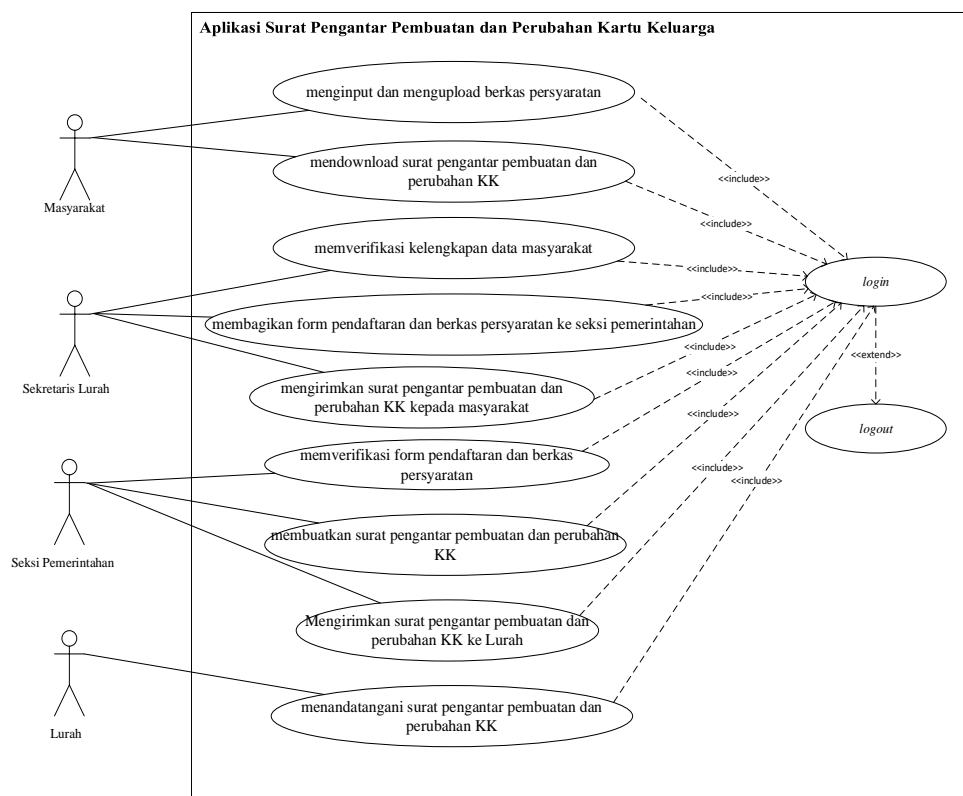 Aplikasi Surat Pengantar Pembuatan dan Perubahan Kartu Keluarga
menginput dan mengupload berkas persyaratan
mendownload surat pengantar pembuatan dan
perubahan KK
Masyarakat
<<include>>
<<include>>
memverifikasi kelengkapan data masyarakat
<<include>>
login
membagikan form pendaftaran dan berkas persyaratan ke seksi pemerintahan
<<include>>
Sekretaris Lurah
<<include>>
<<extend>>
mengirimkan surat pengantar pembuatan dan
perubahan KK kepada masyarakat
<<include>>
<<include>>
logout
memverifikasi form pendaftaran dan berkas
persyaratan
<<include>>
<<include>>
Seksi Pemerintahan
membuatkan surat pengantar pembuatan dan perubahan
KK
Mengirimkan surat pengantar pembuatan dan
perubahan KK ke Lurah
menandatangani surat pengantar pembuatan dan
perubahan KK
Lurah